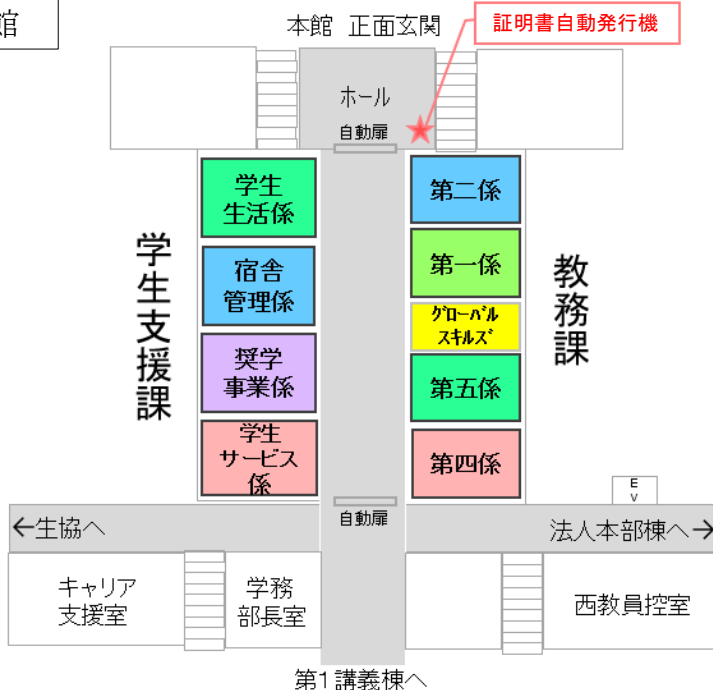 館
本館 正面玄関
証明書自動発行機
ホール
自動扉
学生
生活係
第二係
宿舎
管理係
第一係
グローバル
スキルズ
奨学
事業係
第五係
学生
サービス
係
第四係
学生支援課
教務課
E
V
自動扉
←生協へ
法人本部棟へ→
キャリア
支援室
学務
部長室
西教員控室
第1講義棟へ